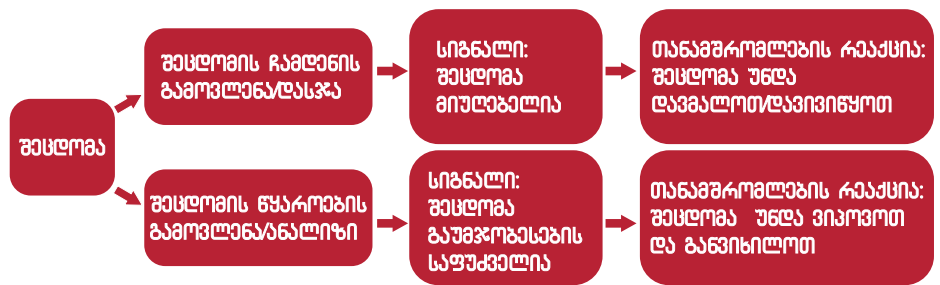 შეცდომა
შეცდომის ჩამდენის
გამოვლენა/დასჯა
სიგნალი:
შეცდომა
მიუღებელია
თანამშრომლების რეაქცია:
შეცდომა უნდა
დავმალოთ/დავივიწყოთ
შეცდომის წყაროების
გამოვლენა/ანალიზი
სიგნალი:
შეცდომა
გაუმჯობესების
საფუძველია
თანამშრომლების რეაქცია:
შეცდომა უნდა ვიპოვოთ
და განვიხილოთ